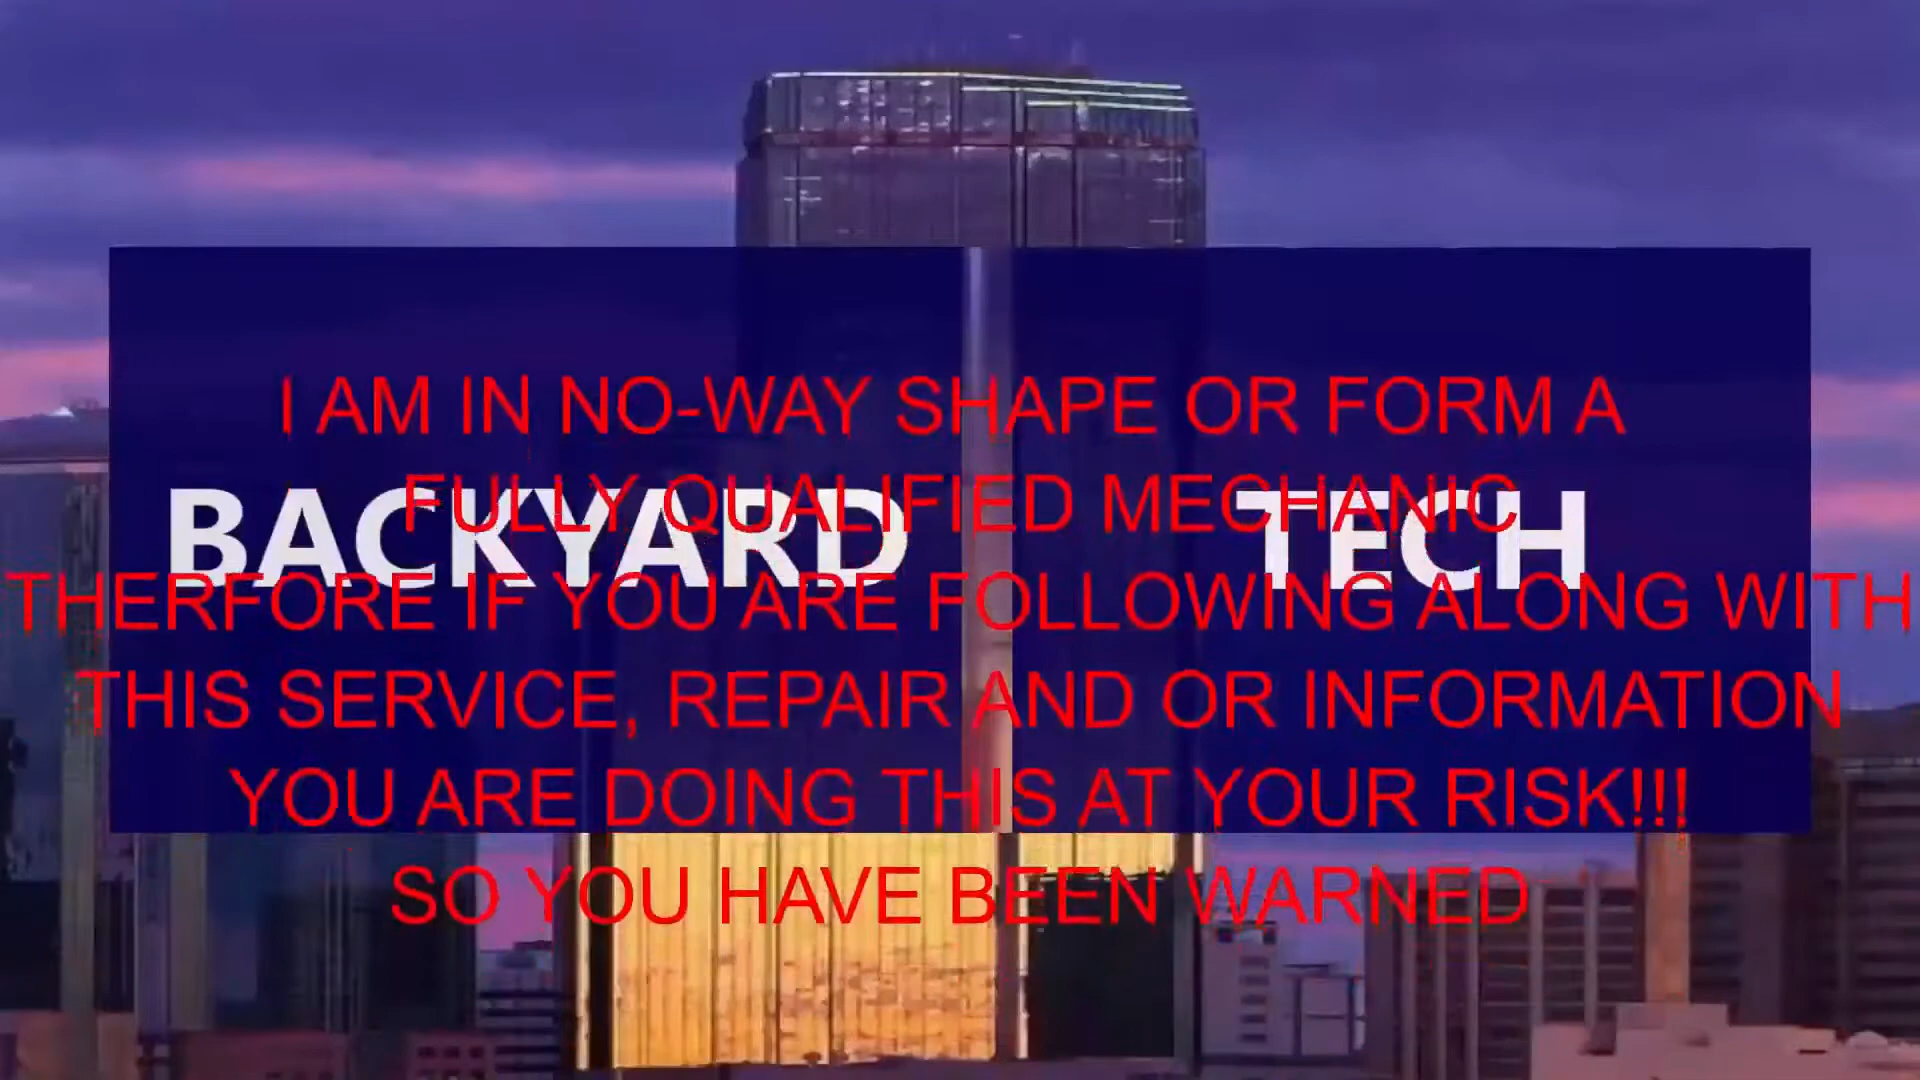 I AM IN NO-WAY SHAPE OR FORM A
FULLY QUALIFIED MECHANIC
BACKYARD TECH
THERFORE IF YOU ARE FOLLOWING ALONG WITH
THIS SERVICE, REPAIR AND OR INFORMATION
YOU ARE DOING THIS AT YOUR RISK!!!
SO YOU HAVE BEEN WARNED